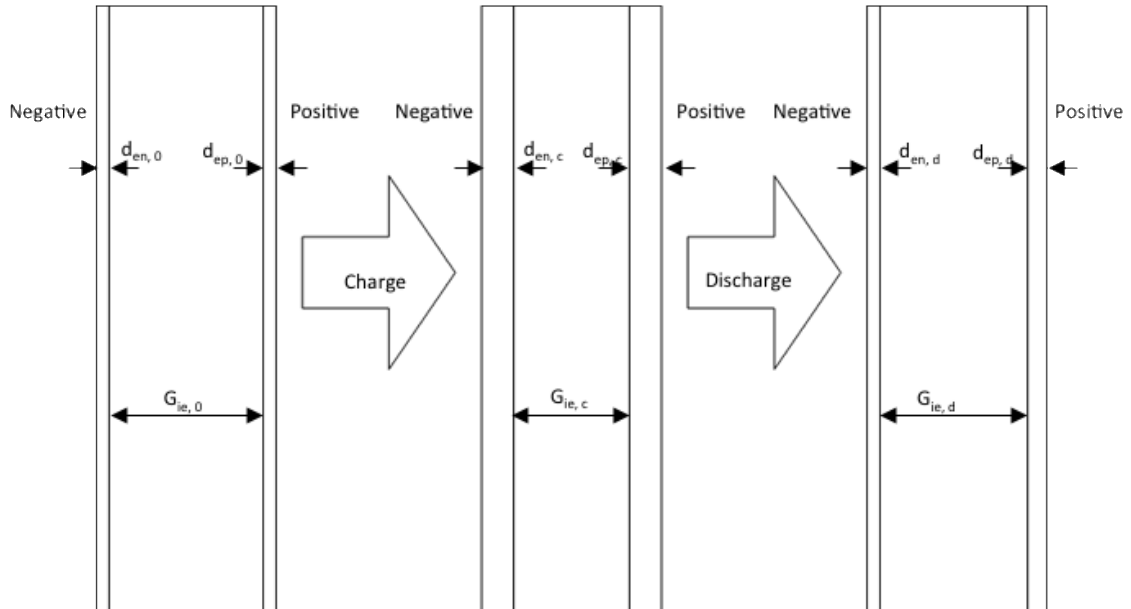 Negative
Positive
Negative
Positive
Negative
Positive
d_en, 0
d_ep, 0
d_en, c
d_ep, c
d_en, d
d_ep, d
Charge
Discharge
G_ie, 0
G_ie, c
G_ie, d